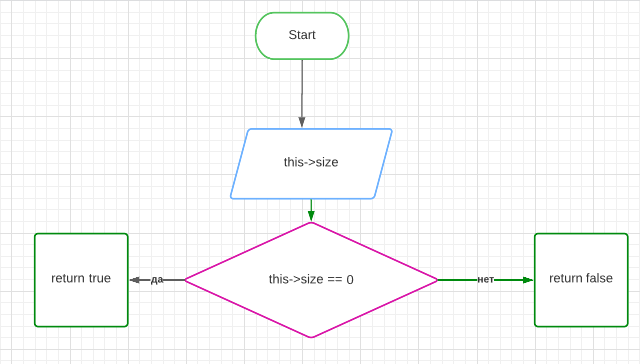 Start
this->size
this->size == 0
return true
да
нет
return false